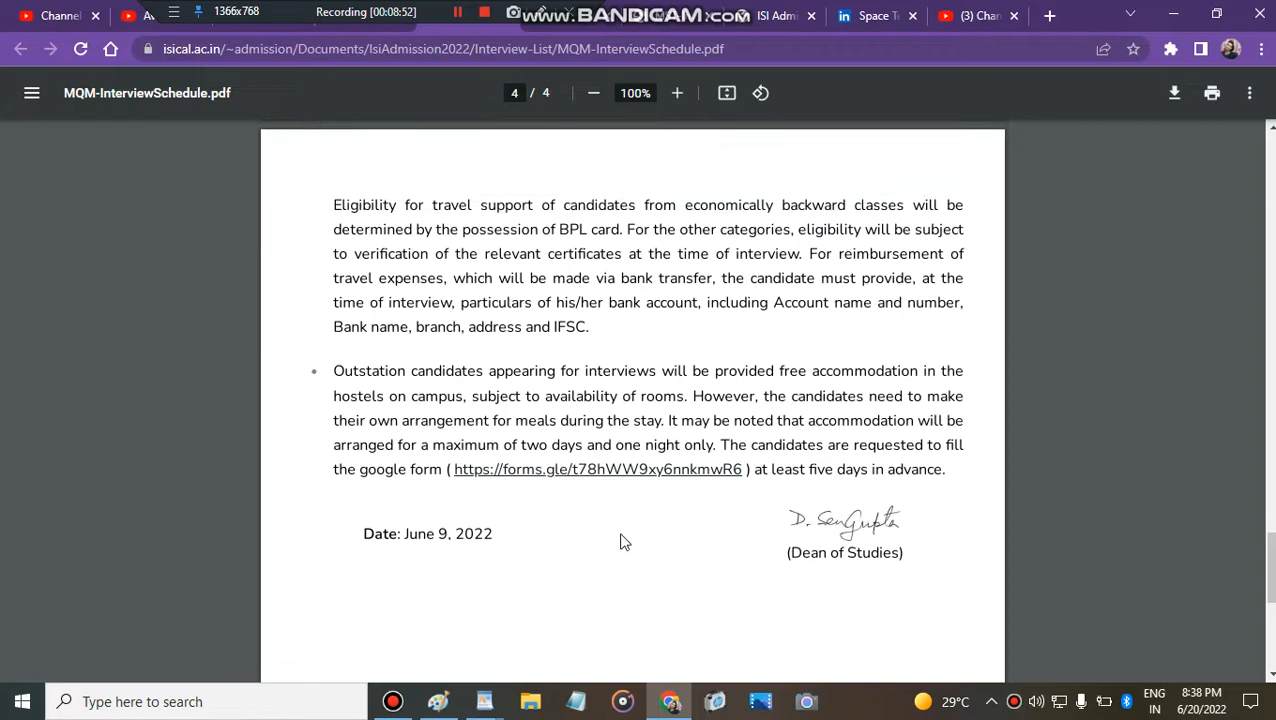 1366x768
Recording [00:08:52]
www.BANDICAM.com
Channel
ISI Admi
Space Te
(3) Chan
isical.ac.in/~admission/Documents/IsiAdmission2022/Interview-List/MQM-InterviewSchedule.pdf
MQM-InterviewSchedule.pdf
4 / 4
100%
Eligibility for travel support of candidates from economically backward classes will be
determined by the possession of BPL card. For the other categories, eligibility will be subject
to verification of the relevant certificates at the time of interview. For reimbursement of
travel expenses, which will be made via bank transfer, the candidate must provide, at the
time of interview, particulars of his/her bank account, including Account name and number,
Bank name, branch, address and IFSC.
• Outstation candidates appearing for interviews will be provided free accommodation in the
hostels on campus, subject to availability of rooms. However, the candidates need to make
their own arrangement for meals during the stay. It may be noted that accommodation will be
arranged for a maximum of two days and one night only. The candidates are requested to fill
the google form ( https://forms.gle/t78hWW9xy6nnkmwR6 ) at least five days in advance.
D. SenGupta
Date: June 9, 2022
(Dean of Studies)
Type here to search
29°C
ENG
IN
8:38 PM
6/20/2022